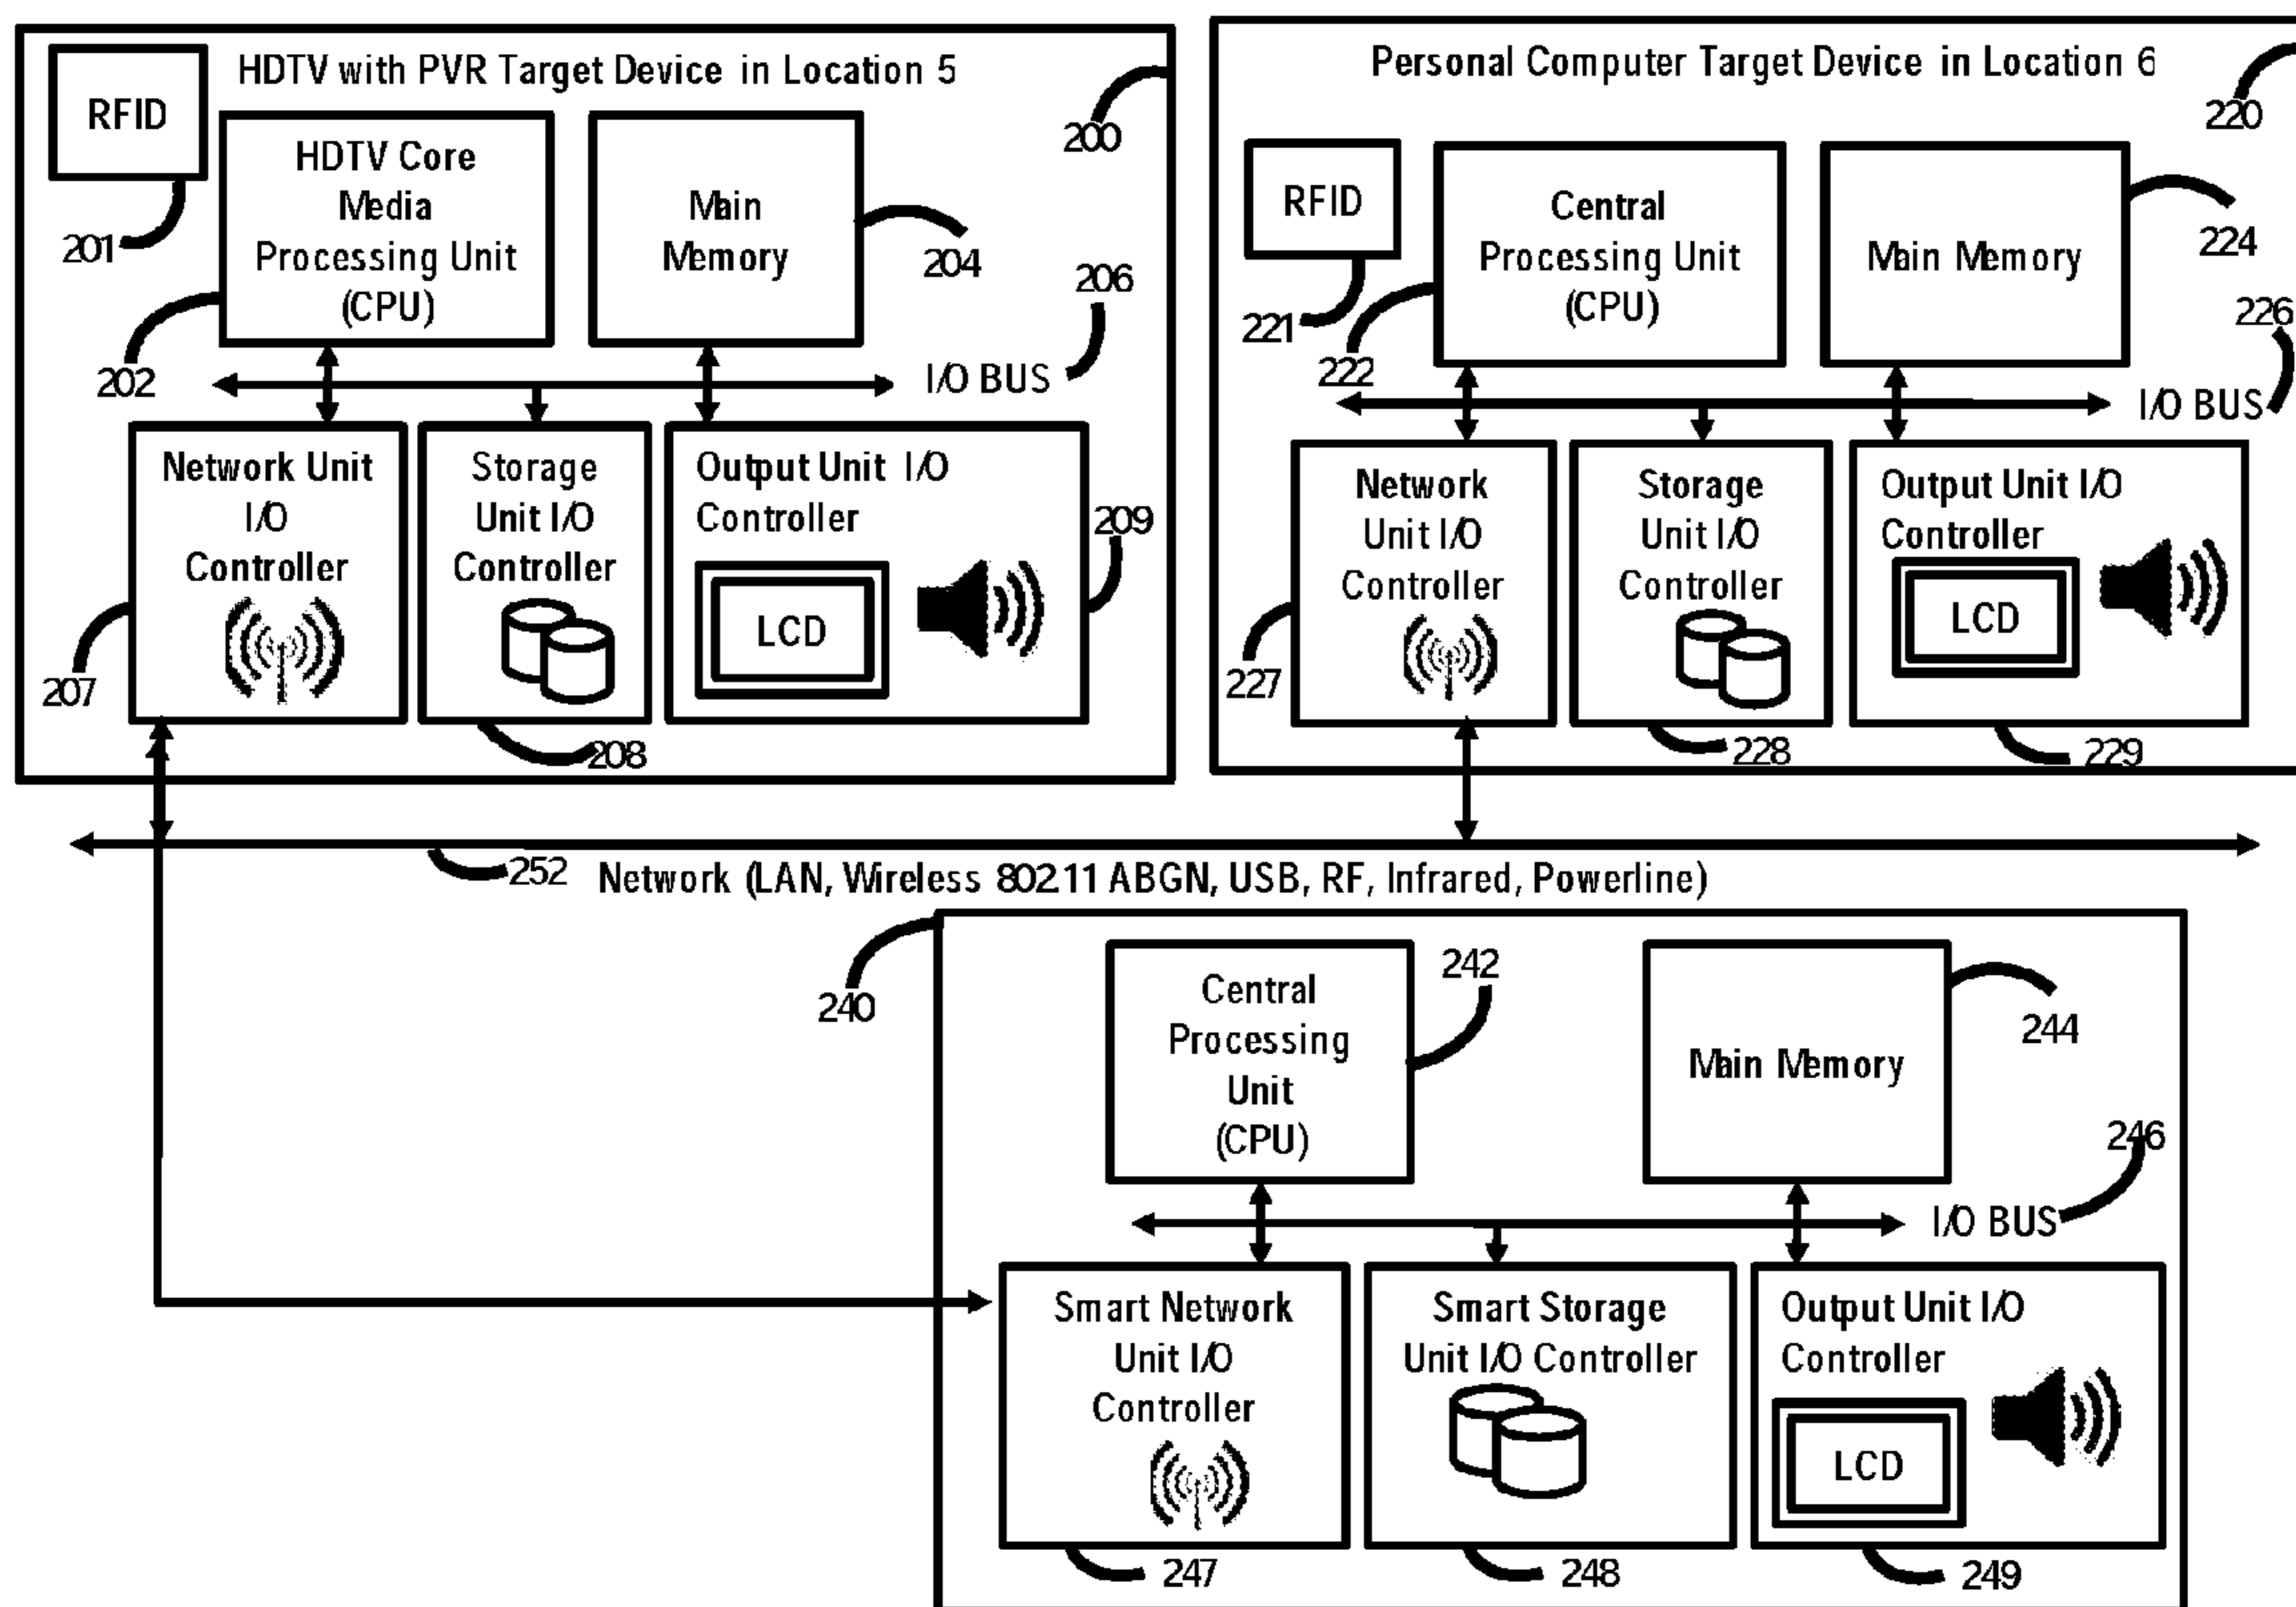 HDTV with PVR Target Device in Location 5
RFID
201
HDTV Core
Media
Processing Unit
(CPU)
202
Main
Memory
204
200
206
I/O BUS
Network Unit
I/O
Controller
207
Storage
Unit I/O
Controller
208
Output Unit I/O
Controller
LCD
209
Personal Computer Target Device in Location 6
220
RFID
221
Central
Processing Unit
(CPU)
222
Main Memory
224
226
I/O BUS
Network
Unit I/O
Controller
227
Storage
Unit I/O
Controller
228
Output Unit I/O
Controller
LCD
229
252
Network (LAN, Wireless 80211 ABGN, USB, RF, Infrared, Powerline)
240
Central
Processing
Unit
(CPU)
242
Main Memory
244
246
I/O BUS
Smart Network
Unit I/O
Controller
247
Smart Storage
Unit I/O Controller
248
Output Unit I/O
Controller
LCD
249